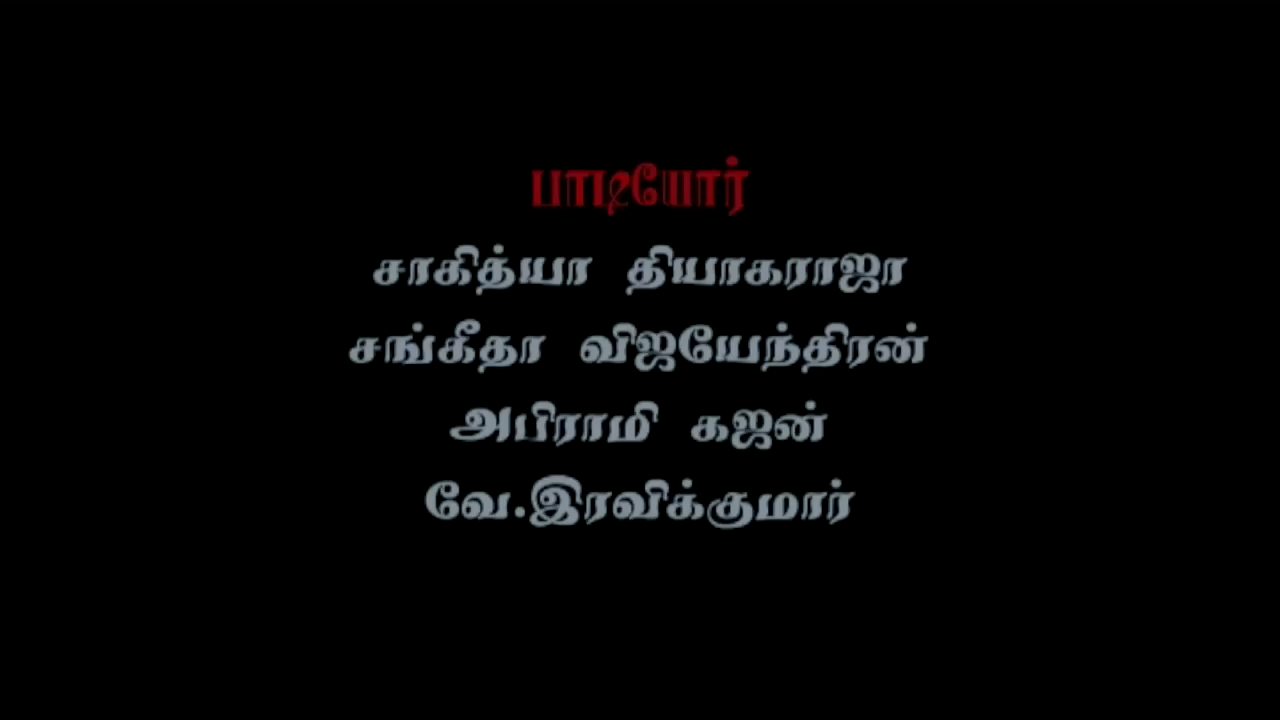 பாடியோர்
சாகித்யா தியாகராஜா
சங்கீதா விஜயேந்திரன்
அபிராமி கஜன்
வே.இரவிக்குமார்